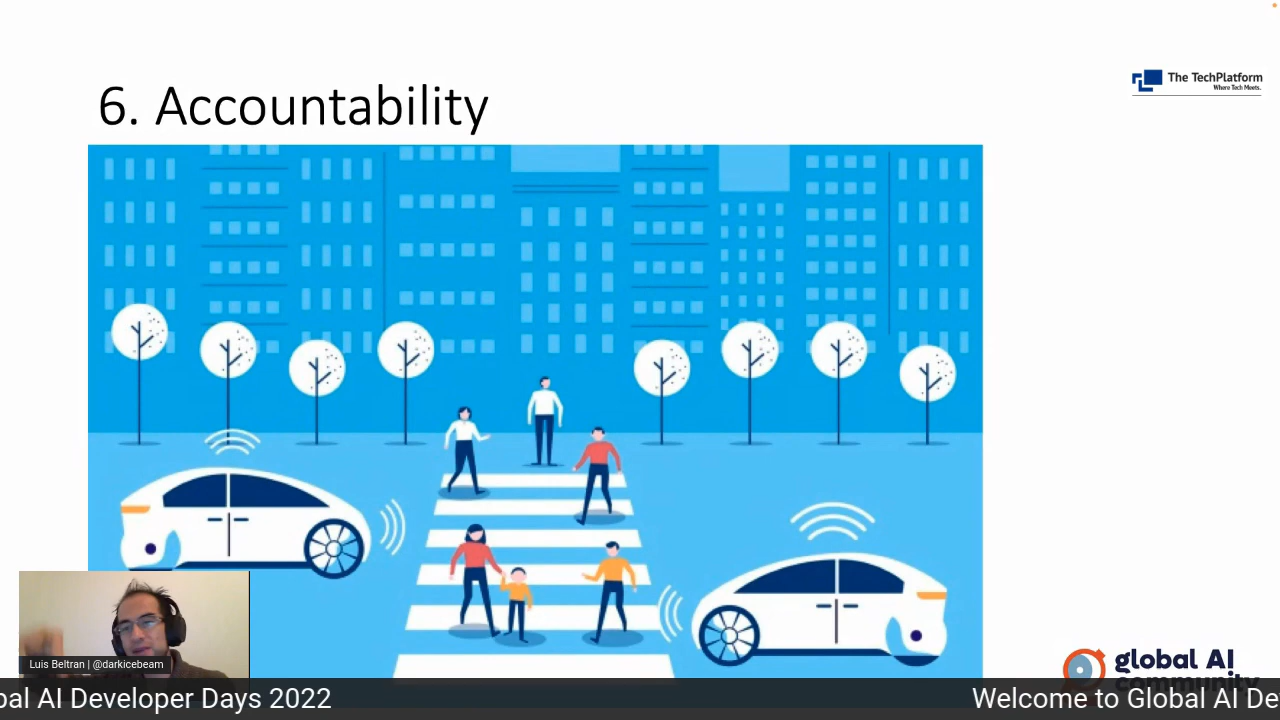 6. Accountability
The TechPlatform
Where Tech Meets.
Luis Beltran | @darkicebeam
global AI
community
bal AI Developer Days 2022
Welcome to Global AI De